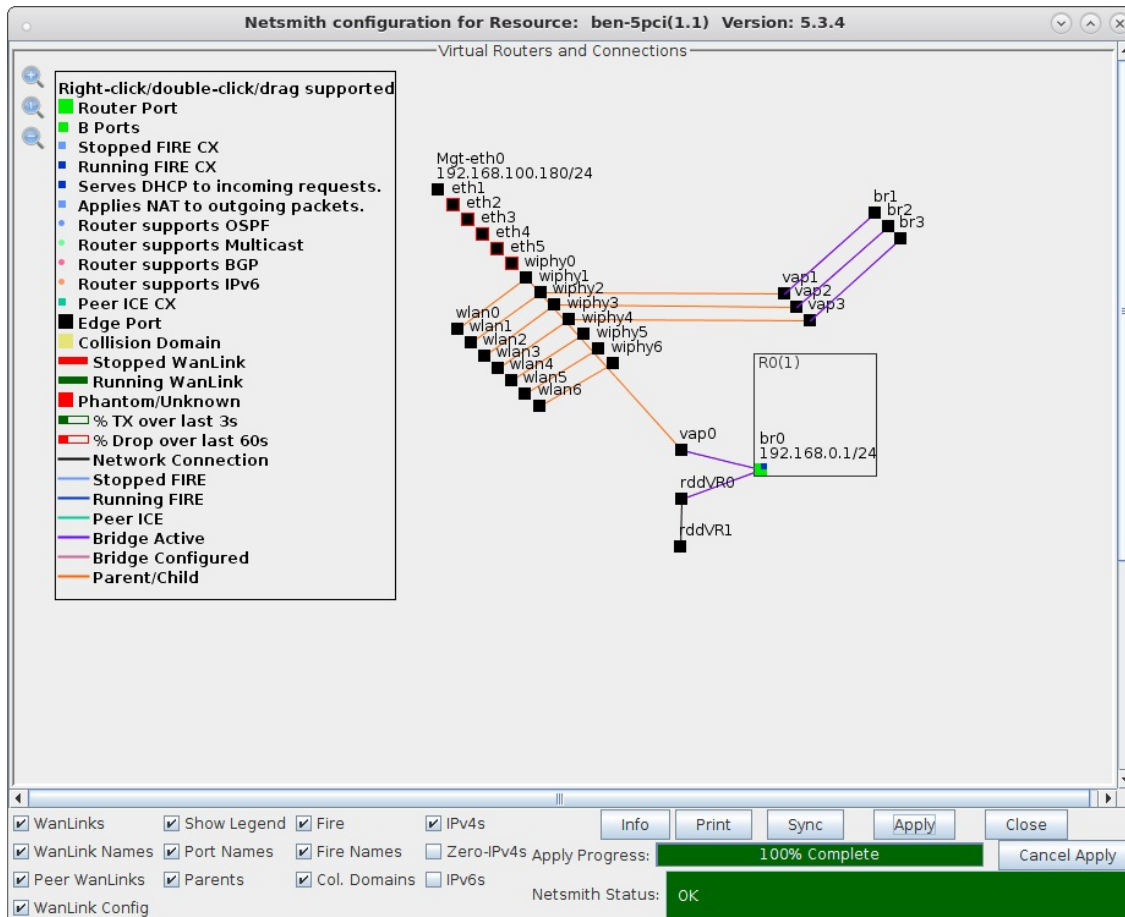 Netsmith configuration for Resource:  ben-5pci(1.1)  Version: 5.3.4
Virtual Routers and Connections
Right-click/double-click/drag supported
Router Port
B Ports
Stopped FIRE CX
Running FIRE CX
Serves DHCP to incoming requests.
Applies NAT to outgoing packets.
Router supports OSPF
Router supports Multicast
Router supports BGP
Router supports IPv6
Peer ICE CX
Edge Port
Collision Domain
Stopped WanLink
Running WanLink
Phantom/Unknown
% TX over last 3s
% Drop over last 60s
Network Connection
Stopped FIRE
Running FIRE
Peer ICE
Bridge Active
Bridge Configured
Parent/Child
Mgt-eth0
192.168.100.180/24
eth1
eth2
eth3
eth4
eth5
wiphy0
wiphy1
wiphy2
wiphy3
wiphy4
wiphy5
wiphy6
wlan0
wlan1
wlan2
wlan3
wlan4
wlan5
wlan6
br1
br2
br3
vap1
vap2
vap3
R0(1)
br0
192.168.0.1/24
vap0
rddVR0
rddVR1
WanLinks Show Legend Fire IPv4s Info Print Sync Apply Close
WanLink Names Port Names Fire Names Zero-IPv4s Apply Progress: 100% Complete Cancel Apply
Peer WanLinks Parents Col. Domains IPv6s Netsmith Status: OK
WanLink Config